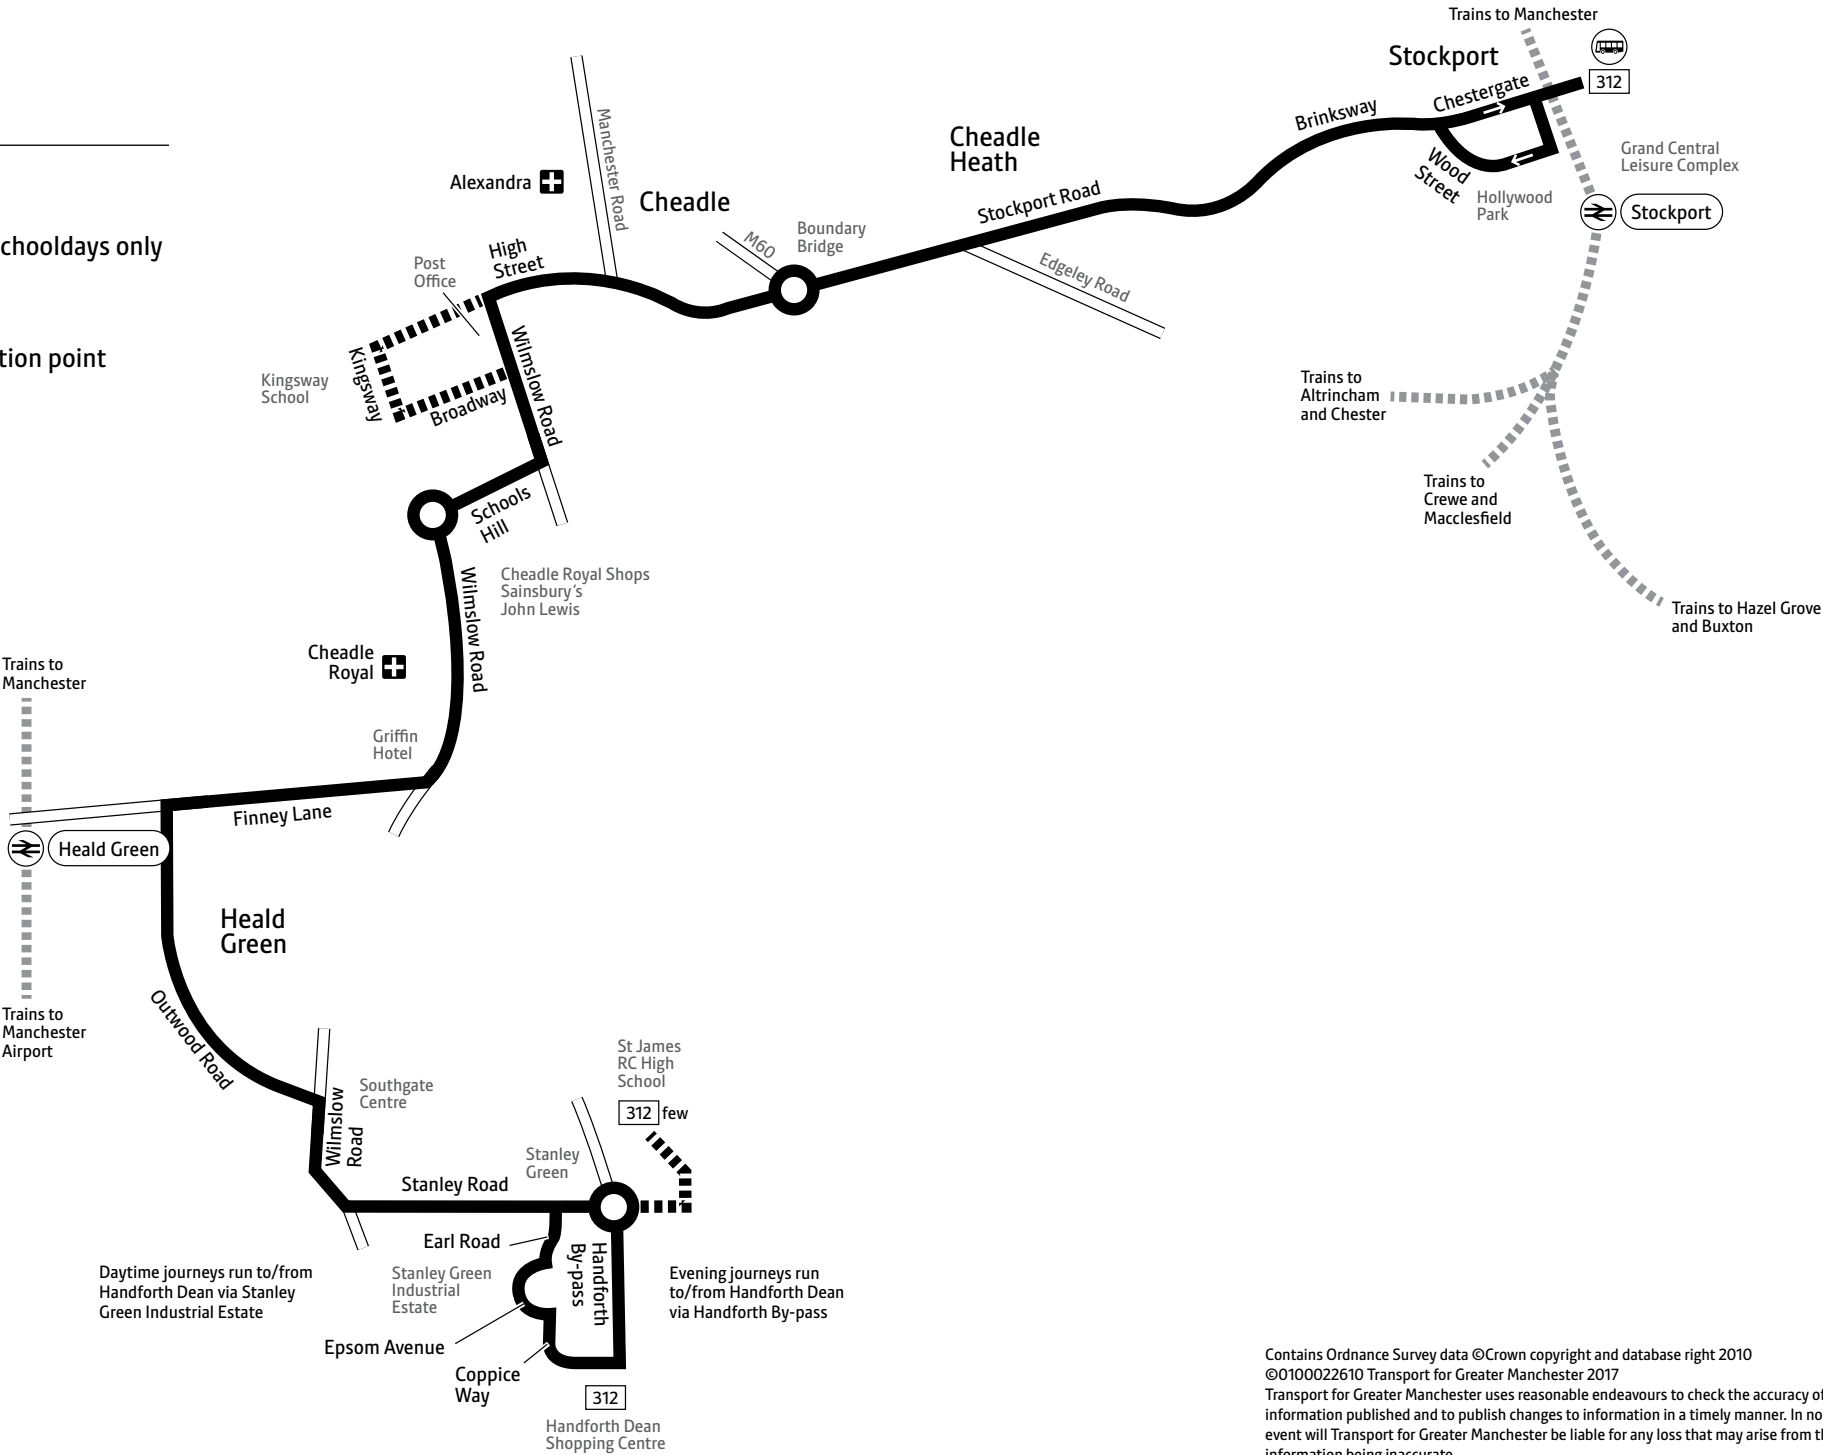 Trains to Manchester
Stockport
312
Chestergate
Brinksway
Wood
Street
Hollywood
Park
Grand Central
Leisure Complex
Stockport
Cheadle
Heath
Stockport Road
Edgeley Road
Boundary
Bridge
M60
Cheadle
Manchester Road
Alexandra
High
Street
Post
Office
chooldays only
tion point
Kingsway
School
Kingsway
Broadway
Wilmslow Road
Schools
Hill
Trains to
Altrincham
and Chester
Trains to
Crewe and
Macclesfield
Trains to Hazel Grove
and Buxton
Cheadle Royal Shops
Sainsbury's
John Lewis
Wilmslow Road
Cheadle
Royal
Griffin
Hotel
Trains to
Manchester
Finney Lane
Heald Green
Heald
Green
Trains to
Manchester
Airport
Outwood Road
Southgate
Centre
Wilmslow
Road
St James
RC High
School
312 few
Stanley
Green
Stanley Road
Earl Road
Handforth
By-pass
Stanley Green
Industrial
Estate
Daytime journeys run to/from
Handforth Dean via Stanley
Green Industrial Estate
Evening journeys run
to/from Handforth Dean
via Handforth By-pass
Epsom Avenue
Coppice
Way
312
Handforth Dean
Shopping Centre
Contains Ordnance Survey data ©Crown copyright and database right 2010
©0100022610 Transport for Greater Manchester 2017
Transport for Greater Manchester uses reasonable endeavours to check the accuracy of
information published and to publish changes to information in a timely manner. In no
event will Transport for Greater Manchester be liable for any loss that may arise from th
information being inaccurate